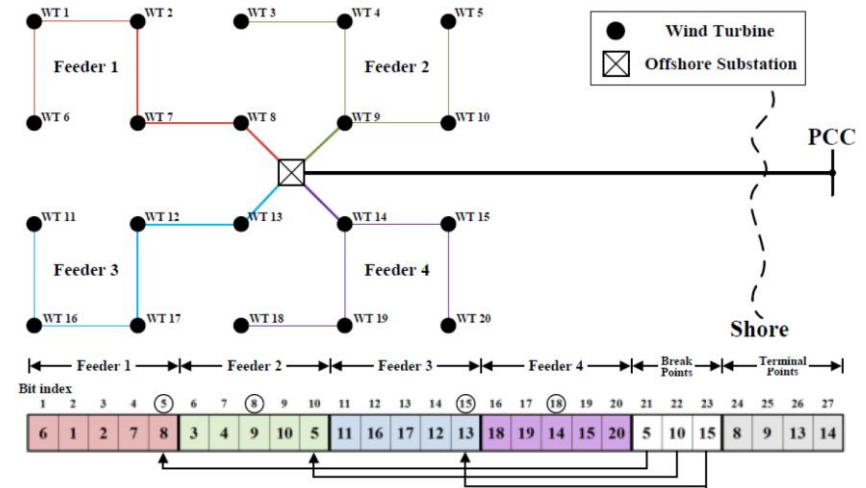 WT 1 WT 2 WT 3 WT 4 WT 5
Wind Turbine
Offshore Substation
Feeder 1 Feeder 2
WT 6 WT 7 WT 8 WT 9 WT 10
PCC
WT 11 WT 12 WT 13 WT 14 WT 15
Feeder 3 Feeder 4
WT 16 WT 17 WT 18 WT 19 WT 20
Shore
Feeder 1 Feeder 2 Feeder 3 Feeder 4 Break Points Terminal Points
Bit index
1 2 3 4 5 6 7 8 9 10 11 12 13 14 15 16 17 18 19 20 21 22 23 24 25 26 27
6 1 2 7 8 3 4 9 10 5 11 16 17 12 13 18 19 14 15 20 5 10 15 8 9 13 14